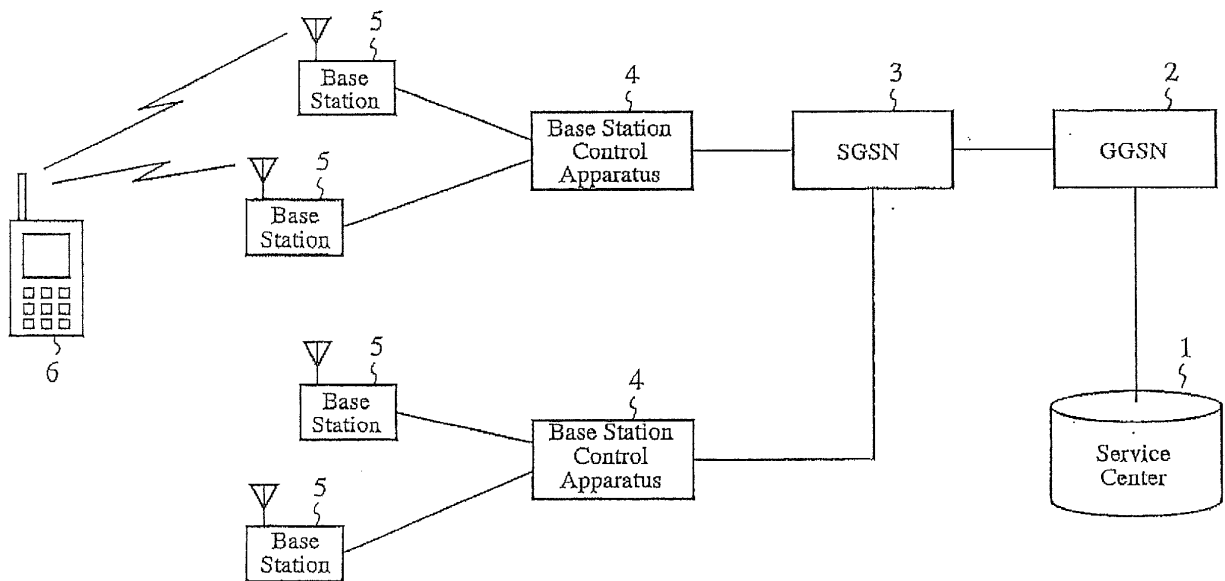 5
Base
Station
5
Base
Station
4
Base Station
Control
Apparatus
3
SGSN
2
GGSN
6
5
Base
Station
5
Base
Station
4
Base Station
Control
Apparatus
1
Service
Center